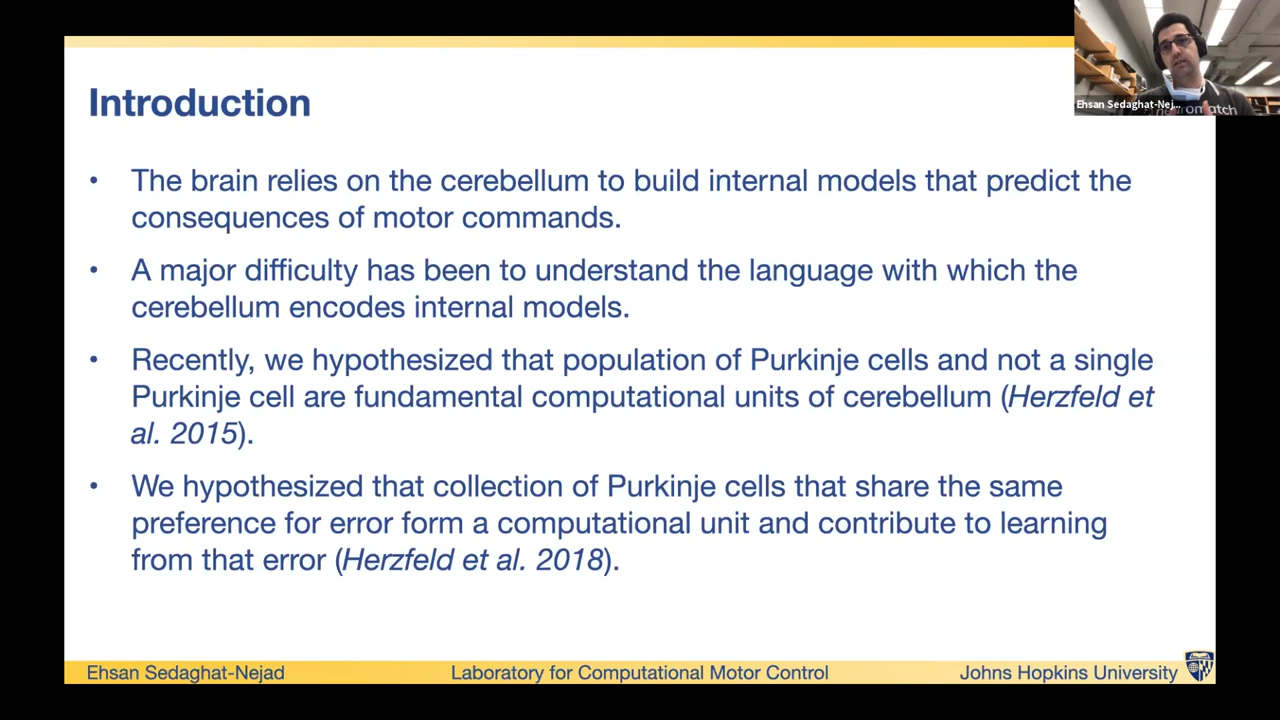 Introduction
Ehsan Sedaghat-Nej...
• The brain relies on the cerebellum to build internal models that predict the
consequences of motor commands.
• A major difficulty has been to understand the language with which the
cerebellum encodes internal models.
• Recently, we hypothesized that population of Purkinje cells and not a single
Purkinje cell are fundamental computational units of cerebellum (Herzfeld et
al. 2015).
• We hypothesized that collection of Purkinje cells that share the same
preference for error form a computational unit and contribute to learning
from that error (Herzfeld et al. 2018).
Ehsan Sedaghat-Nejad
Laboratory for Computational Motor Control
Johns Hopkins University